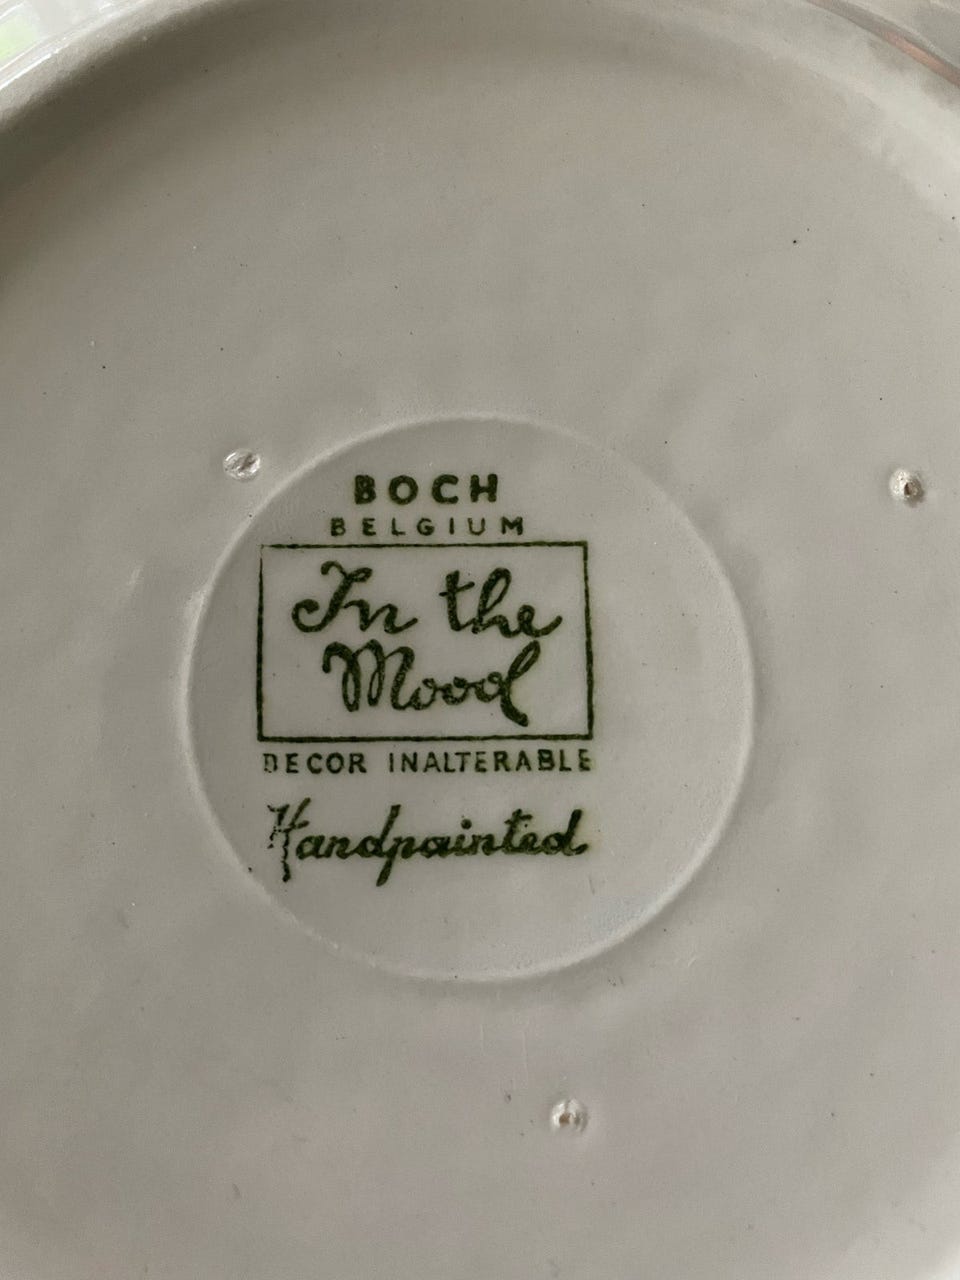 BOCH
BELGIUM
In the
Mood
DECOR INALTERABLE
Handpainted